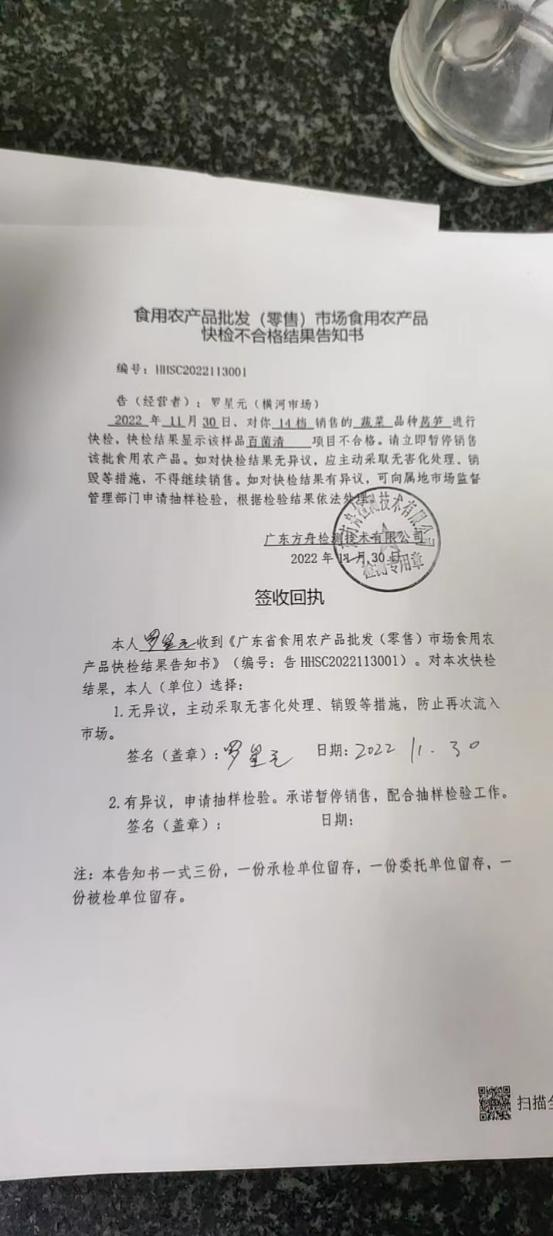 食用农产品批发（零售）市场食用农产品
快检不合格结果告知书
编号：HHSC2022113001
告（经营者）：罗星元（横河市场）
2022 年 11 月 30 日，对你 14 档 销售的 蔬菜 品种莴笋 进行
快检，快检结果显示该样品百菌清 项目不合格。请立即暂停销售
该批食用农产品。如对快检结果无异议，应主动采取无害化处理、销
毁等措施，不得继续销售。如对快检结果有异议，可向属地市场监督
管理部门申请抽样检验，根据检验结果依法处理。
广东方舟检测技术有限公司
2022 年 11 月 30 日
检测专用章
签收回执
本人罗星元收到《广东省食用农产品批发（零售）市场食用农
产品快检结果告知书》（编号：告 HHSC2022113001）。对本次快检
结果，本人（单位）选择：
1.无异议，主动采取无害化处理、销毁等措施，防止再次流入
市场。
签名（盖章）：罗星元 日期：2022 11. 30
2.有异议，申请抽样检验。承诺暂停销售，配合抽样检验工作。
签名（盖章）： 日期：
注：本告知书一式三份，一份承检单位留存，一份委托单位留存，一
份被检单位留存。
扫描全